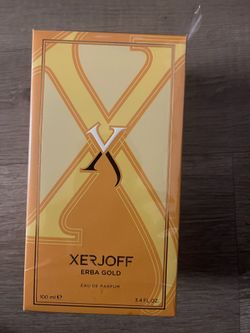 X
XERJOFF
ERBA GOLD
EAU DE PARFUM
100 ml ℮ 3.4 FL.OZ.